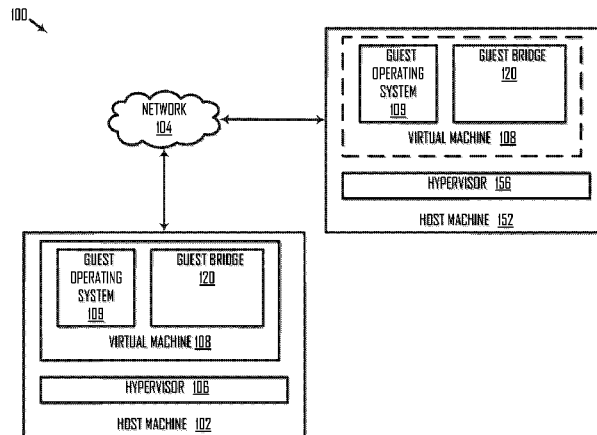 100
NETWORK
104
GUEST
OPERATING
SYSTEM
109
GUEST BRIDGE
120
VIRTUAL MACHINE 108
HYPERVISOR 156
HOST MACHINE 152
GUEST
OPERATING
SYSTEM
109
GUEST BRIDGE
120
VIRTUAL MACHINE 108
HYPERVISOR 106
HOST MACHINE 102